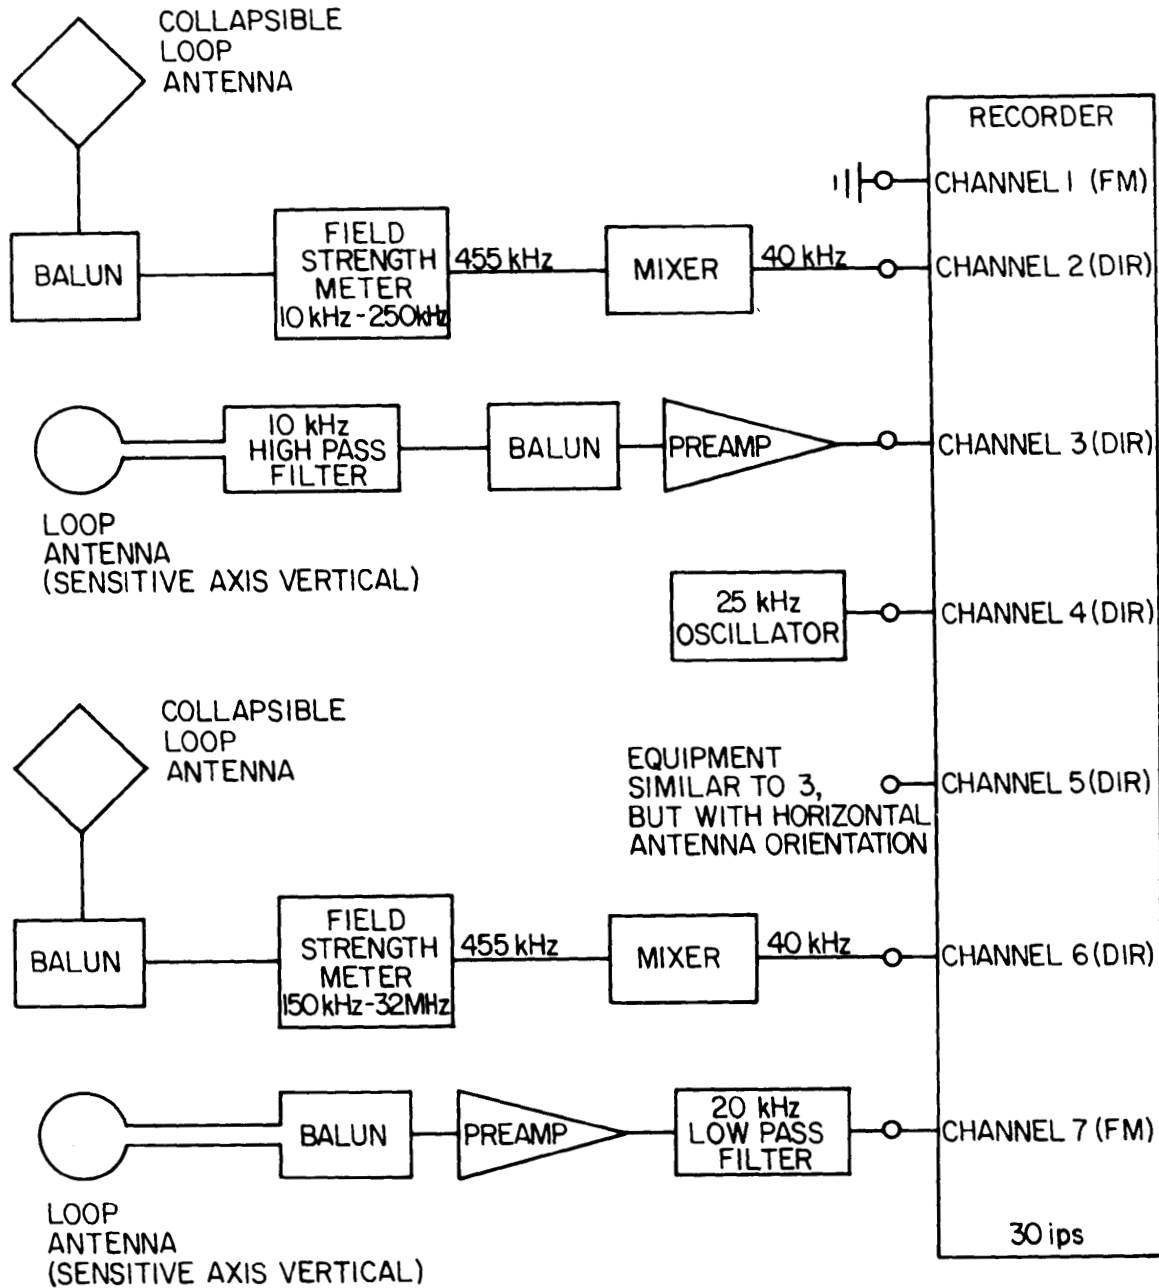 COLLAPSIBLE
LOOP
ANTENNA
RECORDER
CHANNEL 1 (FM)
BALUN
FIELD
STRENGTH
METER
10 kHz-250kHz
455 kHz
MIXER
40 kHz
CHANNEL 2 (DIR)
10 kHz
HIGH PASS
FILTER
BALUN
PREAMP
CHANNEL 3 (DIR)
LOOP
ANTENNA
(SENSITIVE AXIS VERTICAL)
25 kHz
OSCILLATOR
CHANNEL 4 (DIR)
COLLAPSIBLE
LOOP
ANTENNA
EQUIPMENT
SIMILAR TO 3,
BUT WITH HORIZONTAL
ANTENNA ORIENTATION
CHANNEL 5 (DIR)
BALUN
FIELD
STRENGTH
METER
150 kHz-32MHz
455 kHz
MIXER
40 kHz
CHANNEL 6 (DIR)
BALUN
PREAMP
20 kHz
LOW PASS
FILTER
CHANNEL 7 (FM)
LOOP
ANTENNA
(SENSITIVE AXIS VERTICAL)
30 ips